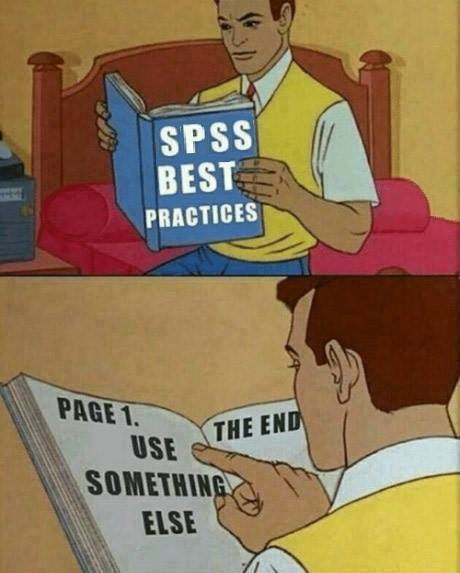 SPSS
BEST
PRACTICES
PAGE 1.
USE
SOMETHING
ELSE
THE END